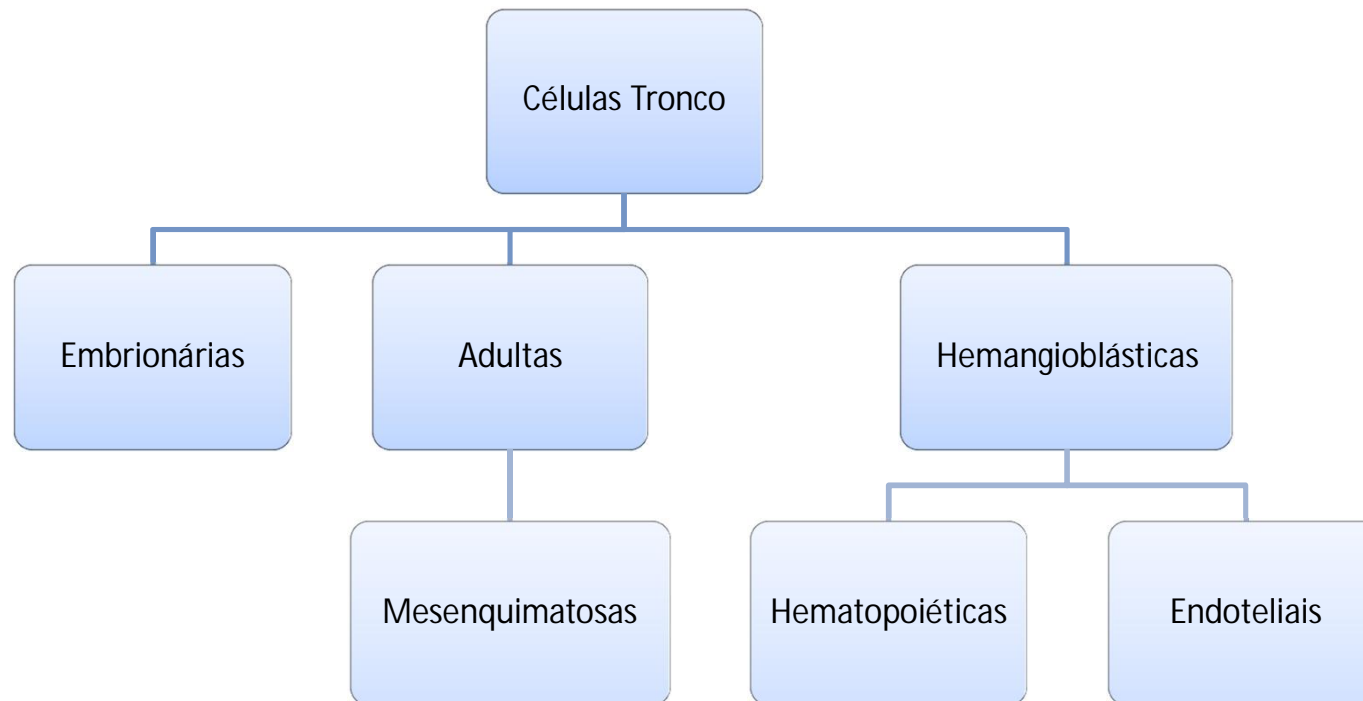 Células Tronco
Embrionárias
Adultas
Hemangioblásticas
Mesenquimatosas
Hematopoiéticas
Endoteliais